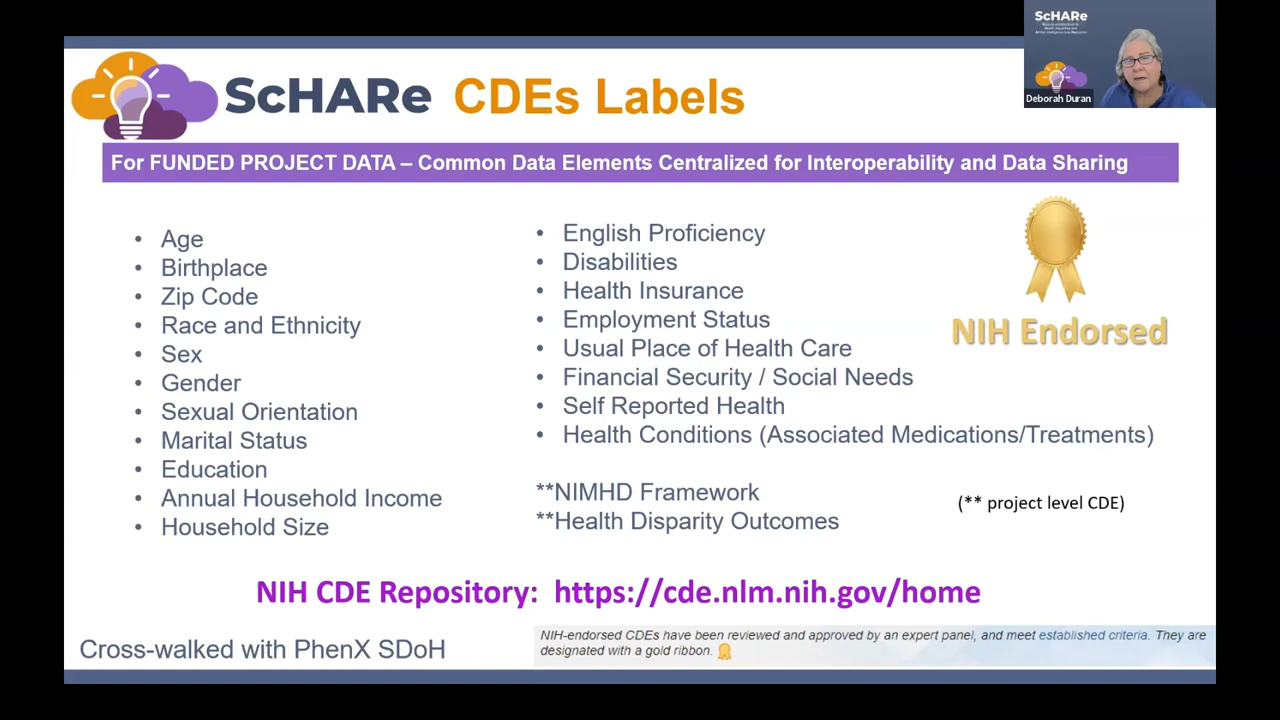 ScHARe CDEs Labels
ScHARe
Deborah Duran
For FUNDED PROJECT DATA – Common Data Elements Centralized for Interoperability and Data Sharing
• Age
• Birthplace
• Zip Code
• Race and Ethnicity
• Sex
• Gender
• Sexual Orientation
• Marital Status
• Education
• Annual Household Income
• Household Size
• English Proficiency
• Disabilities
• Health Insurance
• Employment Status
• Usual Place of Health Care
• Financial Security / Social Needs
• Self Reported Health
• Health Conditions (Associated Medications/Treatments)
**NIMHD Framework
**Health Disparity Outcomes
NIH Endorsed
(** project level CDE)
NIH CDE Repository: https://cde.nlm.nih.gov/home
Cross-walked with PhenX SDoH
NIH-endorsed CDEs have been reviewed and approved by an expert panel, and meet established criteria. They are
designated with a gold ribbon.